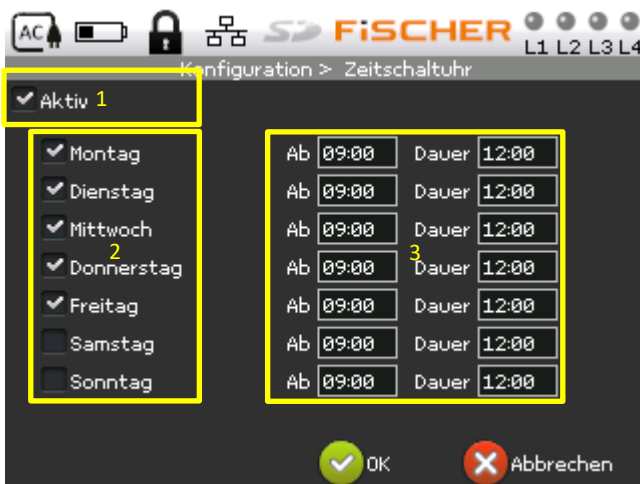 AC SD FiSCHER L1 L2 L3 L4
Konfiguration > Zeitschaltuhr
Aktiv 1
Montag Ab 09:00 Dauer 12:00
Dienstag Ab 09:00 Dauer 12:00
Mittwoch Ab 09:00 Dauer 12:00
2 3
Donnerstag Ab 09:00 Dauer 12:00
Freitag Ab 09:00 Dauer 12:00
Samstag Ab 09:00 Dauer 12:00
Sonntag Ab 09:00 Dauer 12:00
OK Abbrechen